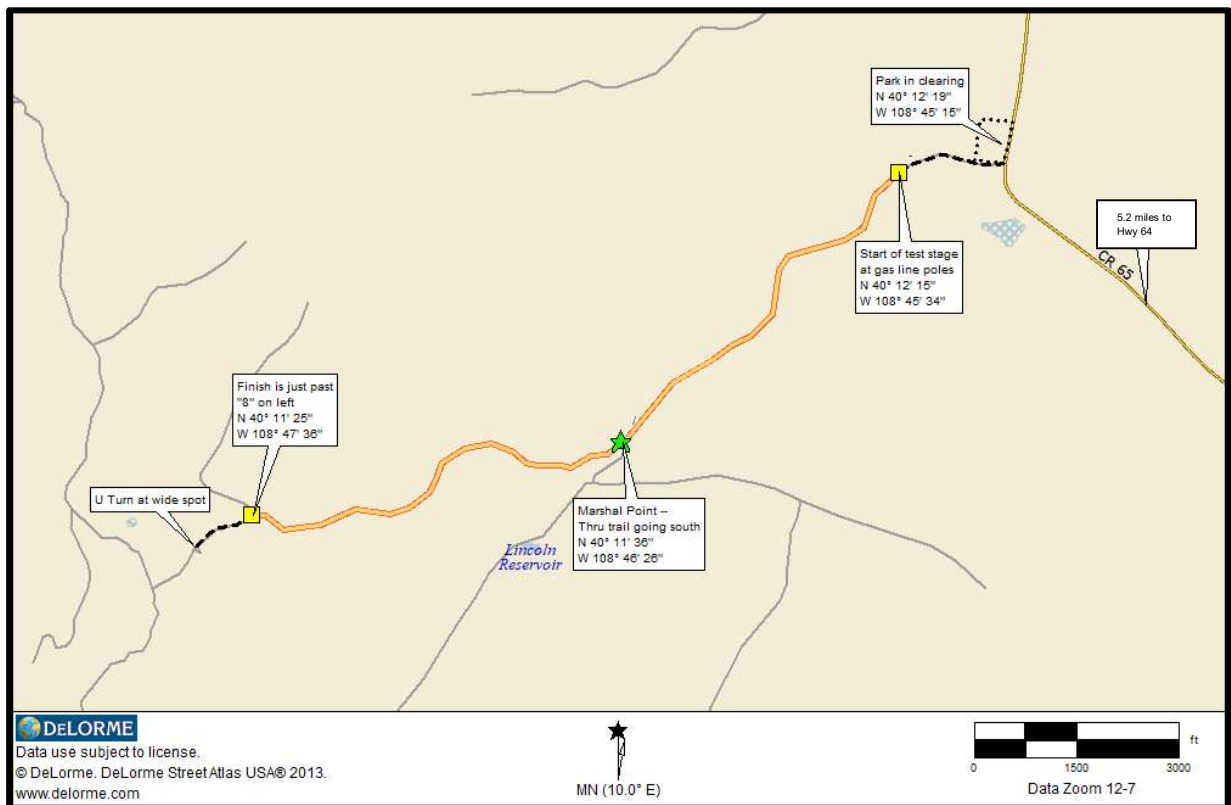 Park in clearing
N 40° 12' 19"
W 108° 45' 15"
5.2 miles to
Hwy 64
CR 65
Start of test stage
at gas line poles
N 40° 12' 15"
W 108° 45' 34"
Finish is just past
"8" on left
N 40° 11' 25"
W 108° 47' 36"
U Turn at wide spot
Marshal Point --
Thru trail going south
N 40° 11' 36"
W 108° 46' 26"
Lincoln
Reservoir
DELORME
Data use subject to license.
© DeLorme. DeLorme Street Atlas USA® 2013.
www.delorme.com
MN (10.0° E)
ft
0 1500 3000
Data Zoom 12-7